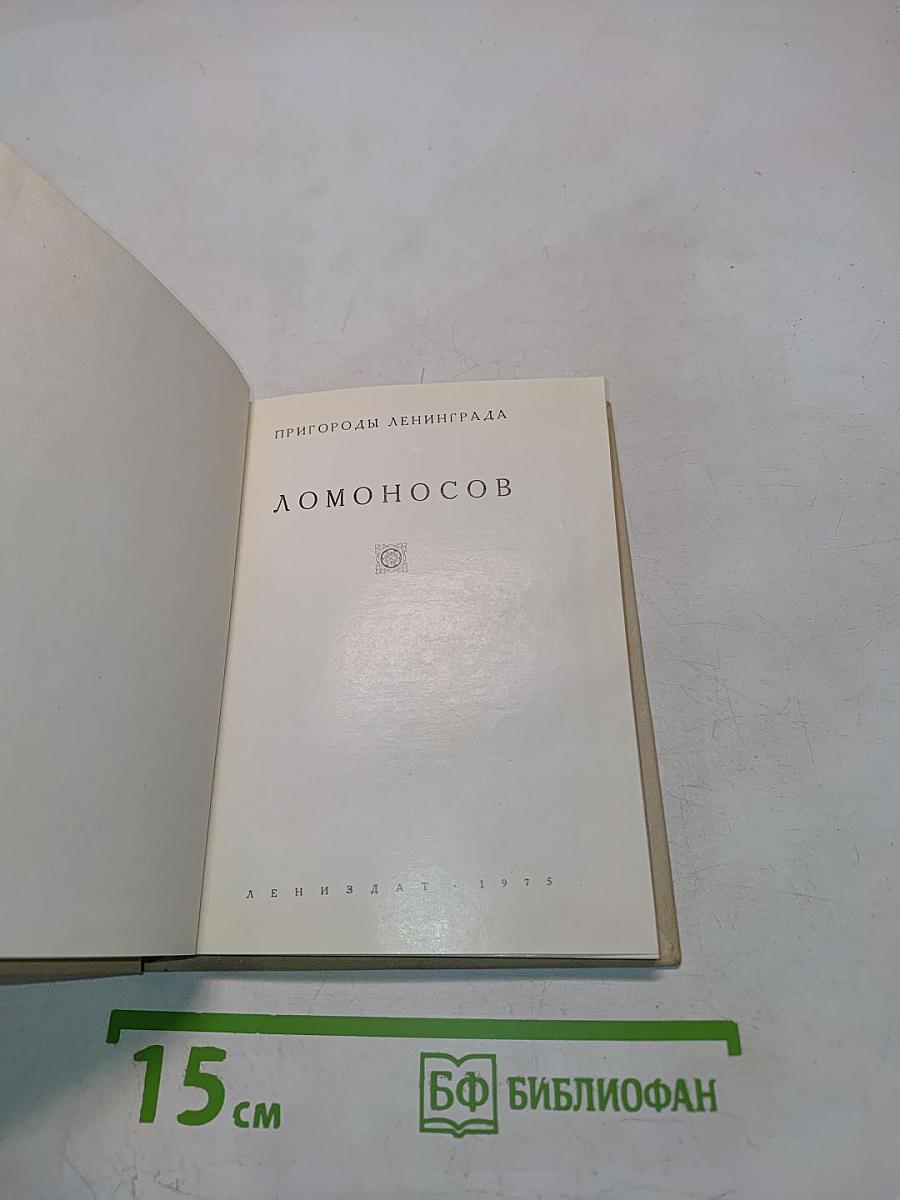 ПРИГОРОДЫ ЛЕНИНГРАДА
ЛОМОНОСОВ
ЛЕНИЗДАТ · 1975
15 см
БФ БИБЛИОФАН